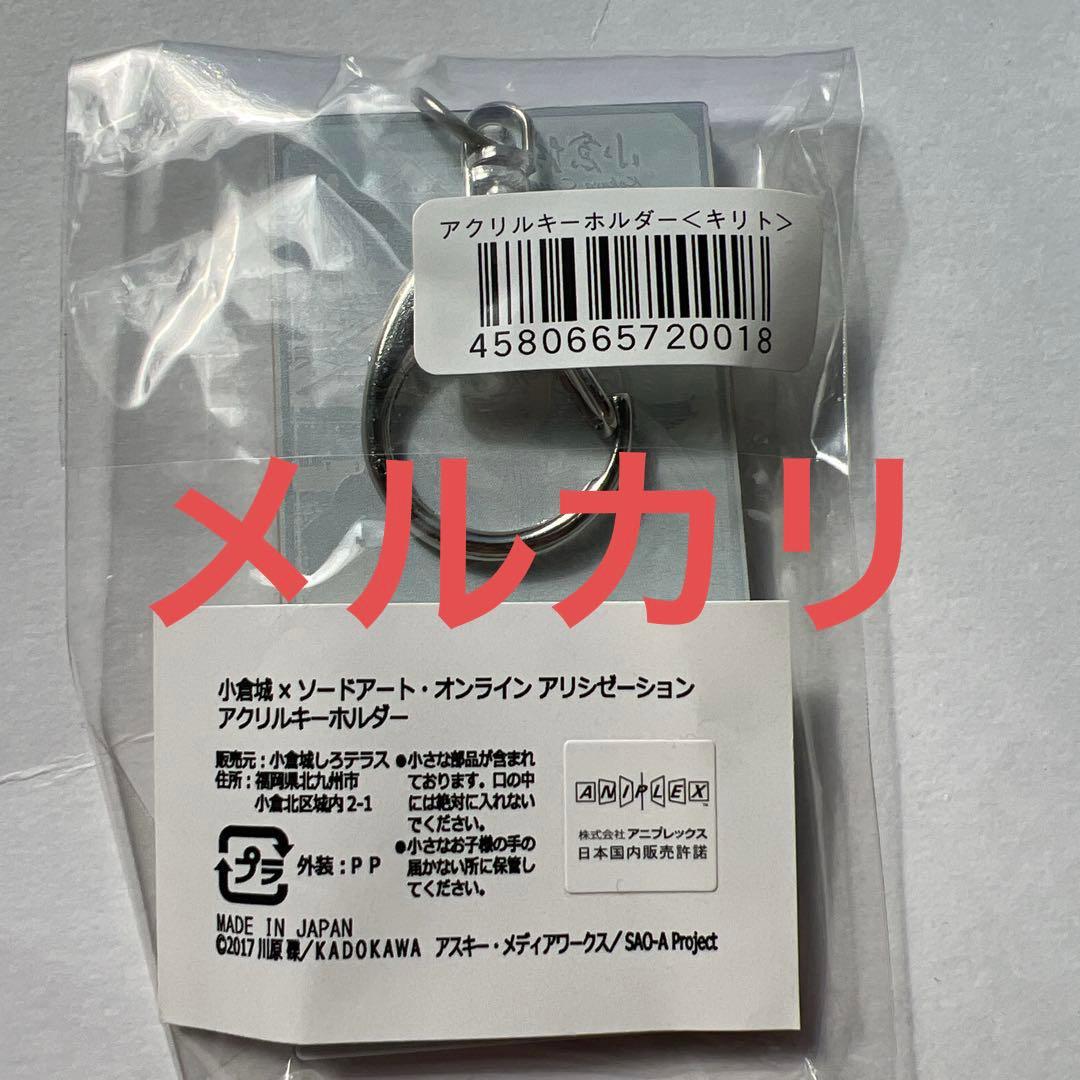 小倉城
アクリルキーホルダー<キリト>
4580665720018
メルカリ
小倉城×ソードアート・オンライン アリシゼーション
アクリルキーホルダー
販売元:小倉城しろテラス
住所:福岡県北九州市
小倉北区城内2-1
プラ
外装:PP
●小さな部品が含まれ
ております。口の中
には絶対に入れない
でください。
●小さなお子様の手の
届かない所に保管し
てください。
ANIPLEX™
株式会社アニプレックス
日本国内販売許諾
MADE IN JAPAN
©2017 川原 礫/KADOKAWA アスキー・メディアワークス/SAO-A Project